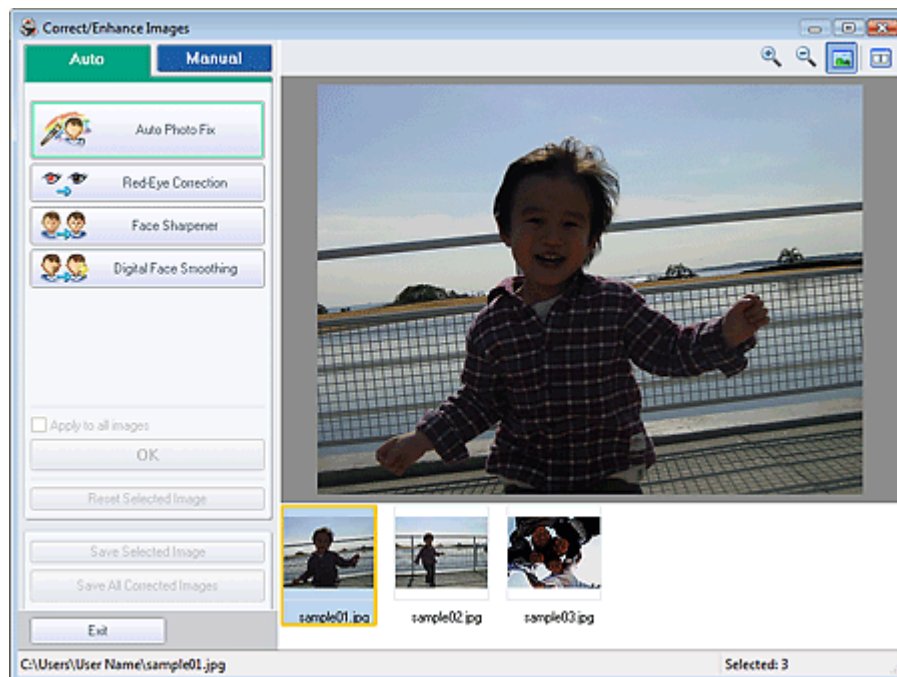 Correct/Enhance Images
Auto
Manual
Auto Photo Fix
Red-Eye Correction
Face Sharpener
Digital Face Smoothing
Apply to all images
OK
Reset Selected Image
Save Selected Image
Save All Corrected Images
Exit
sample01.jpg
sample02.jpg
sample03.jpg
C:\Users\User Name\sample01.jpg
Selected: 3